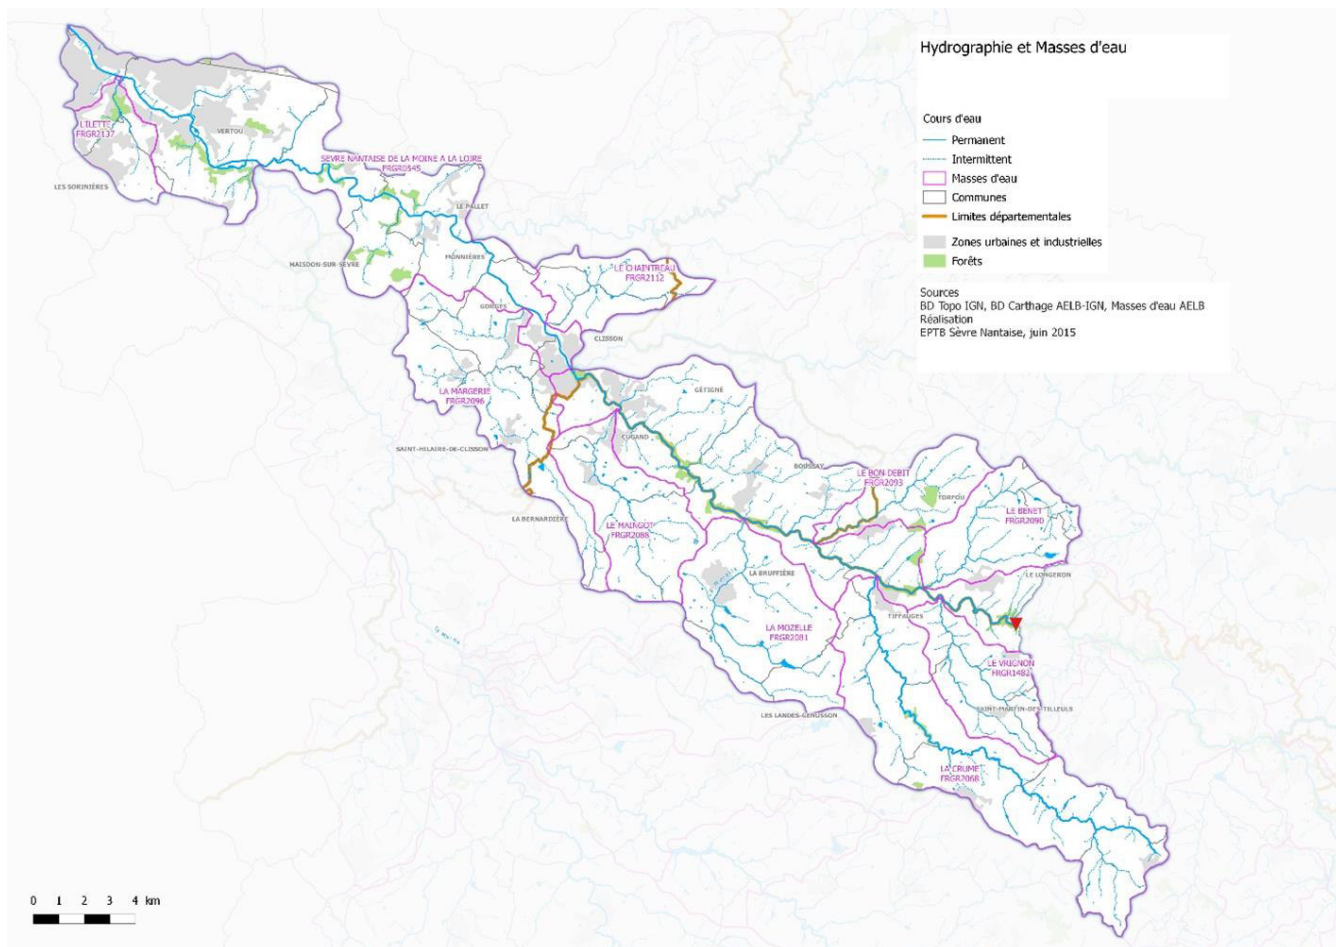 Hydrographie et Masses d'eau
Cours d'eau
Permanent
Intermittent
Masses d'eau
Communes
Limites départementales
Zones urbaines et industrielles
Forêts
Sources
BD Topo IGN, BD Carthage AELB-IGN, Masses d'eau AELB
Réalisation
EPTB Sèvre Nantaise, juin 2015
L'ILETTE
FRGR2137
VERTOU
LES SORINIÈRES
SEVRE NANTAISE DE LA MOINE A LA LOIRE
FRGR0545
LE PALLET
MAISDON-SUR-SÈVRE
MONNIÈRES
LE CHAINTREAU
FRGR2112
GORGES
CLISSON
LA MARGERIE
FRGR2096
GÉTIGNÉ
CUGAND
SAINT-HILAIRE-DE-CLISSON
BOUSSAY
LE BON DEBIT
FRGR2093
TORFOU
LE BENET
FRGR2090
LA BERNARDIÈRE
LE MAINGOT
FRGR2088
LA BRUFFIÈRE
LE LONGERON
TIFFAUGES
LA MOZELLE
FRGR2081
LE VRIGNON
FRGR1482
LES LANDES-GENUSSON
SAINT-MARTIN-DES-TILLEULS
LA CRUME
FRGR2068
0 1 2 3 4 km